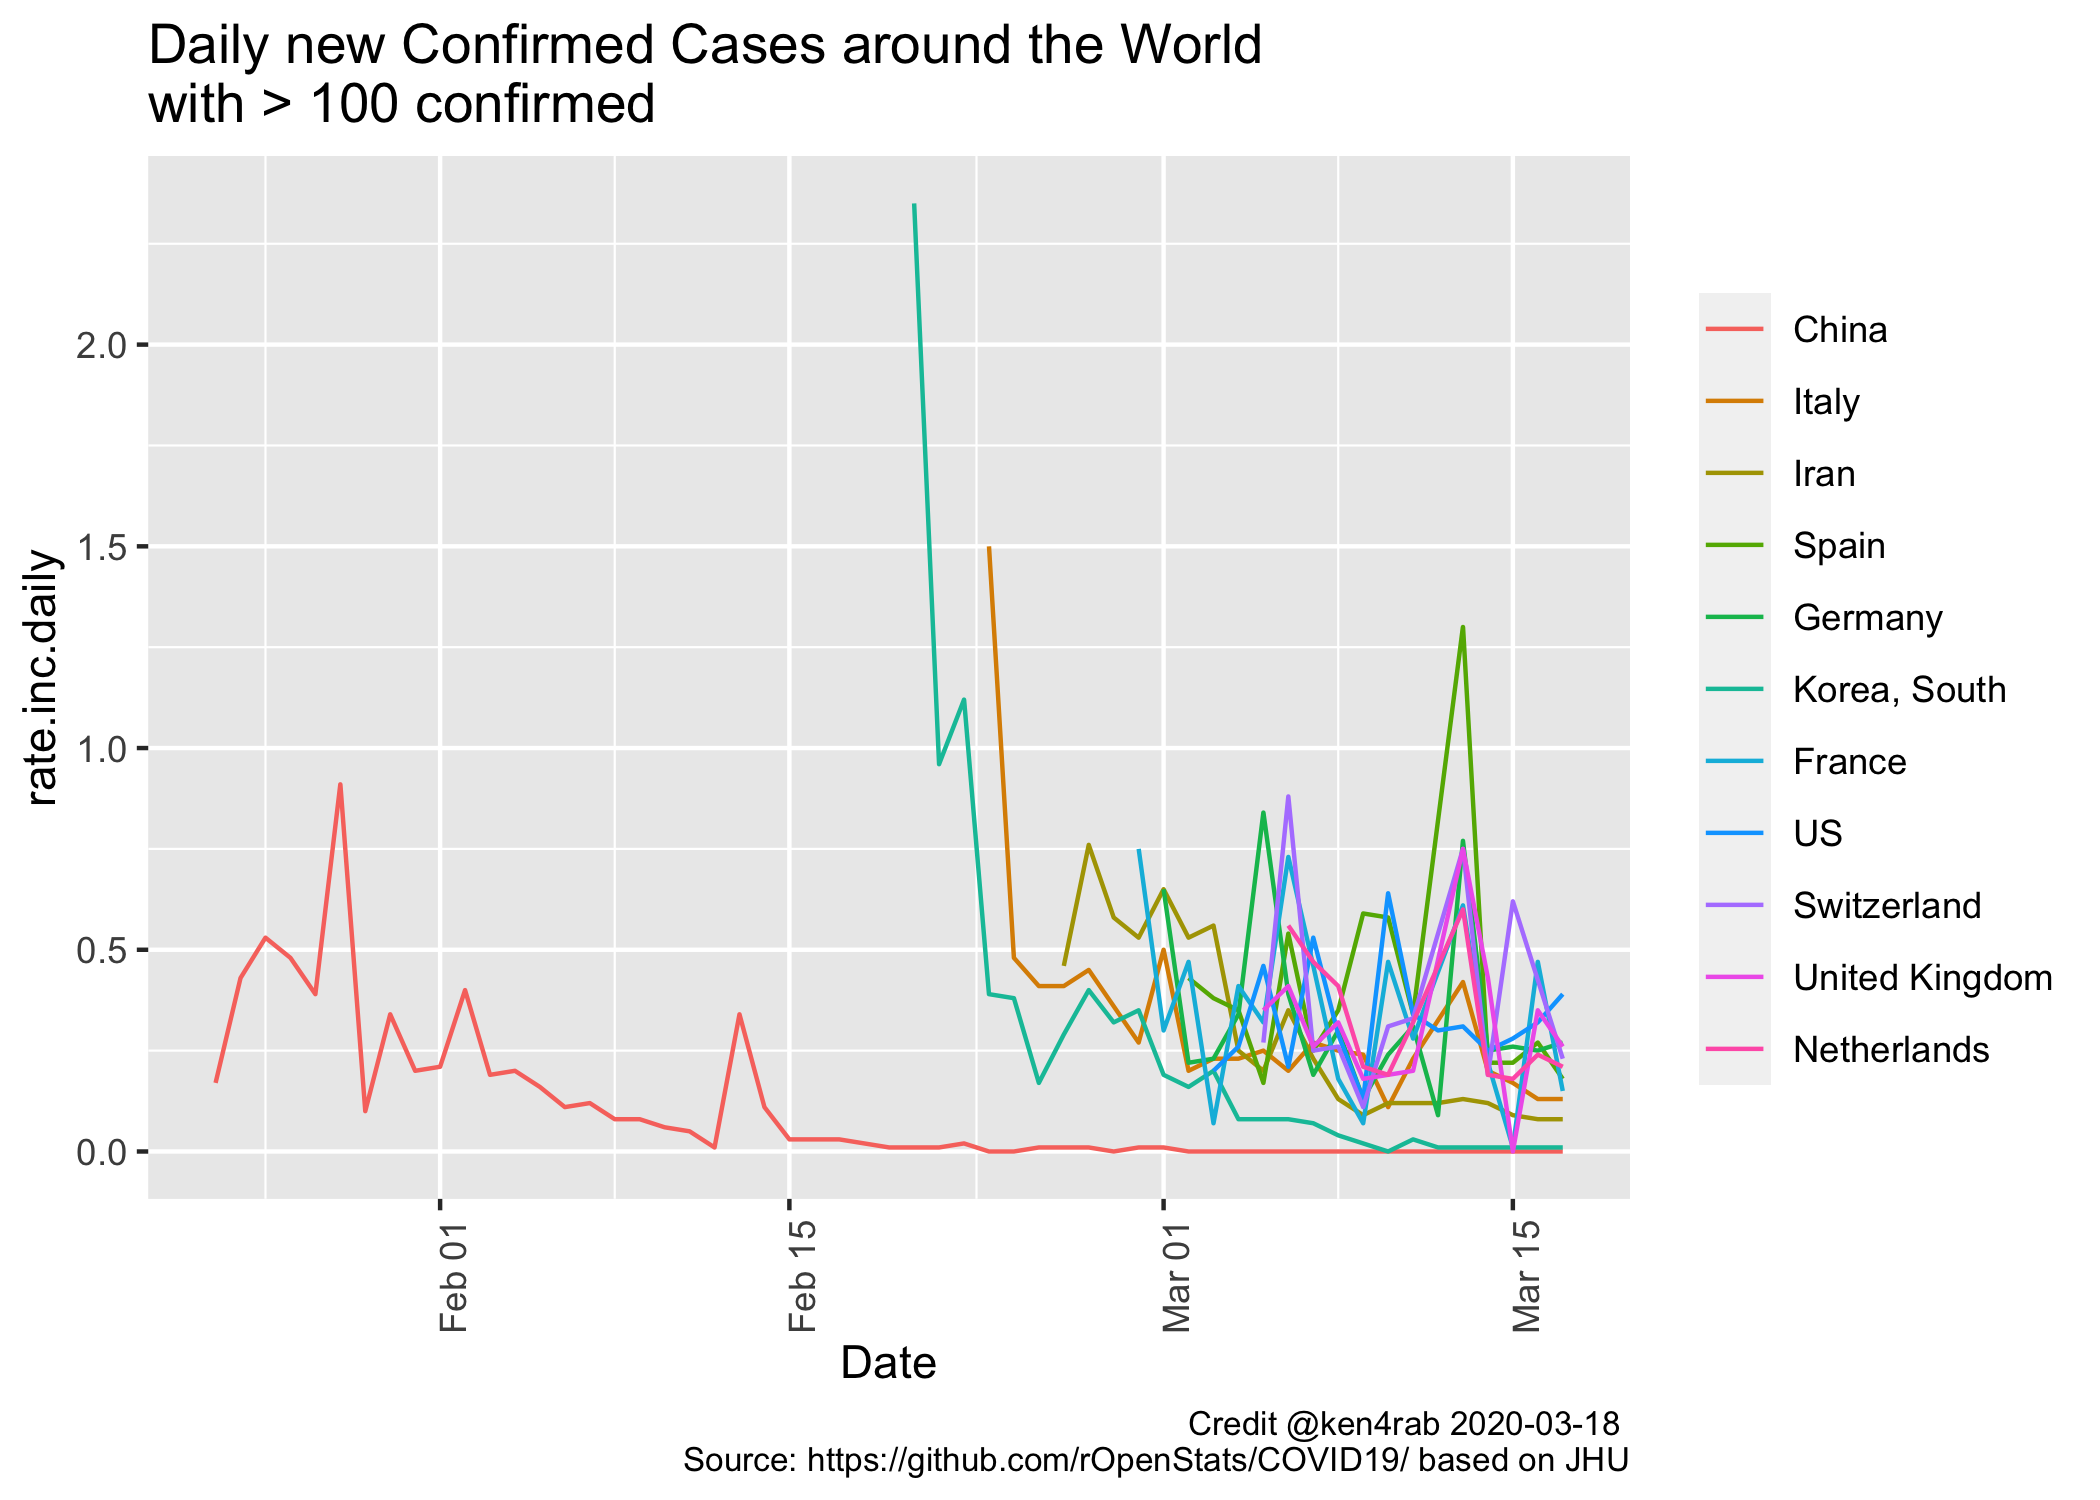 Daily new Confirmed Cases around the World
with > 100 confirmed
rate.inc.daily
2.0
1.5
1.0
0.5
0.0
Feb 01
Feb 15
Mar 01
Mar 15
Date
China
Italy
Iran
Spain
Germany
Korea, South
France
US
Switzerland
United Kingdom
Netherlands
Credit @ken4rab 2020-03-18
Source: https://github.com/rOpenStats/COVID19/ based on JHU